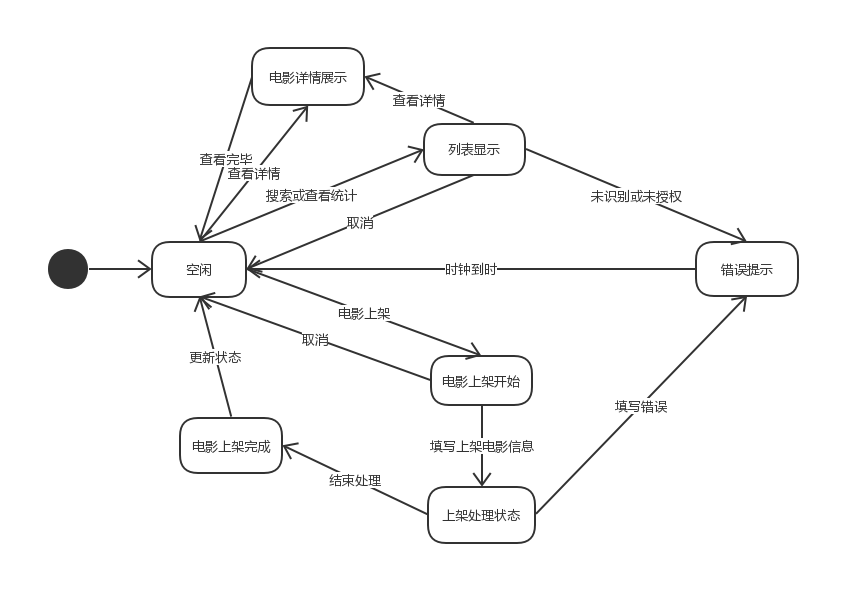 电影详情展示
查看详情
列表显示
查看完毕
查看详情
搜索或查看统计
未识别或未授权
取消
空闲
时钟到时
错误提示
电影上架
取消
更新状态
电影上架开始
填写错误
电影上架完成
填写上架电影信息
结束处理
上架处理状态